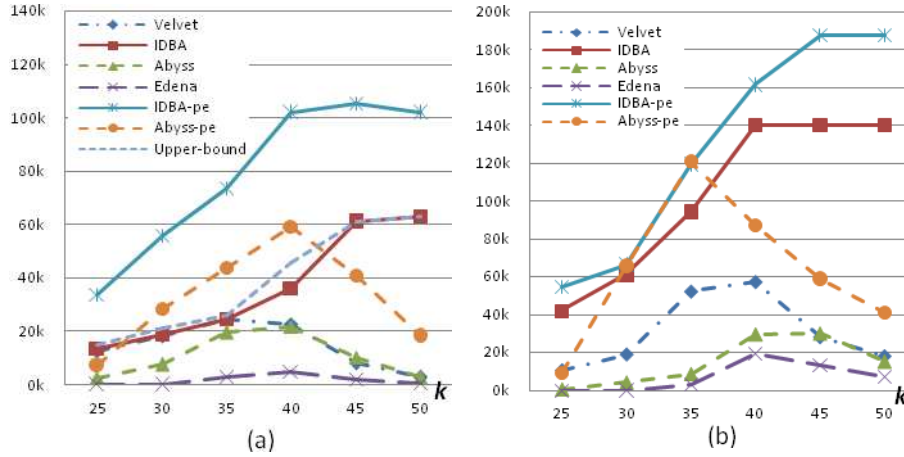 140k
120k
100k
80k
60k
40k
20k
0k
Velvet
IDBA
Abyss
Edena
IDBA-pe
Abyss-pe
Upper-bound
25 30 35 40 45 50 k
(a)
200k
180k
160k
140k
120k
100k
80k
60k
40k
20k
0k
Velvet
IDBA
Abyss
Edena
IDBA-pe
Abyss-pe
25 30 35 40 45 50 k
(b)